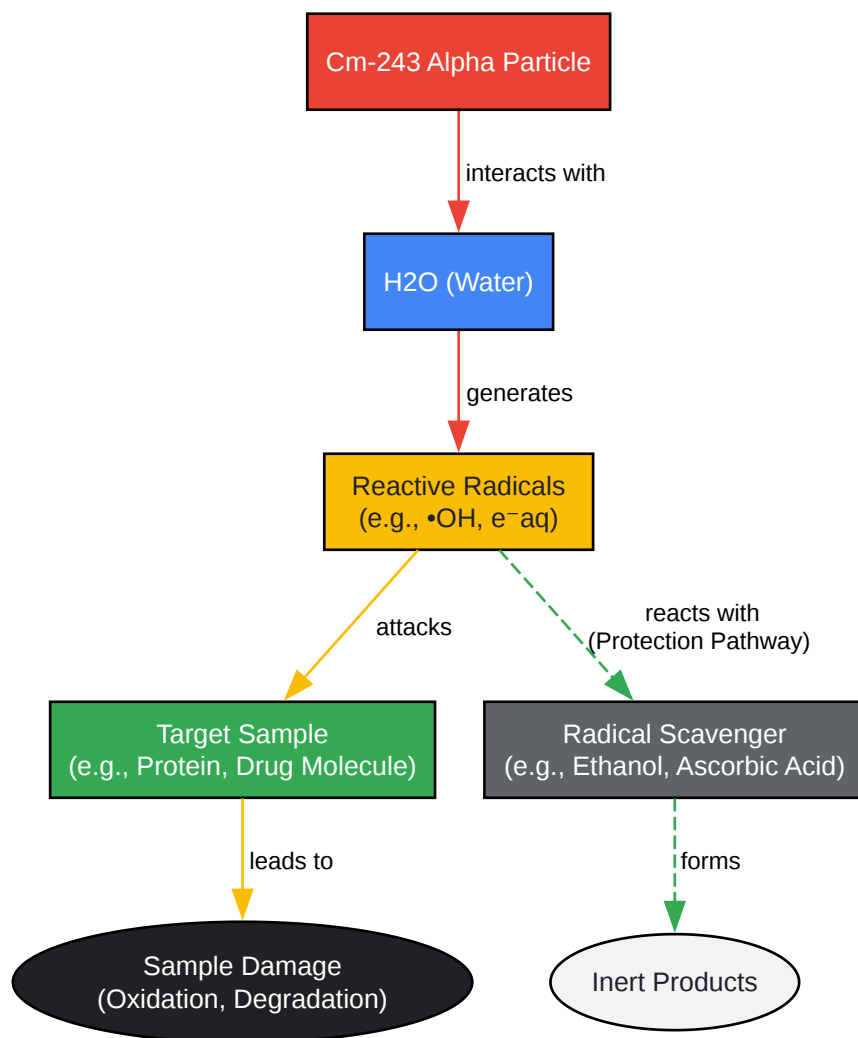 Cm-243 Alpha Particle
interacts with
H2O (Water)
generates
Reactive Radicals
(e.g., •OH, e⁻aq)
attacks
reacts with
(Protection Pathway)
Target Sample
(e.g., Protein, Drug Molecule)
Radical Scavenger
(e.g., Ethanol, Ascorbic Acid)
leads to
forms
Sample Damage
(Oxidation, Degradation)
Inert Products